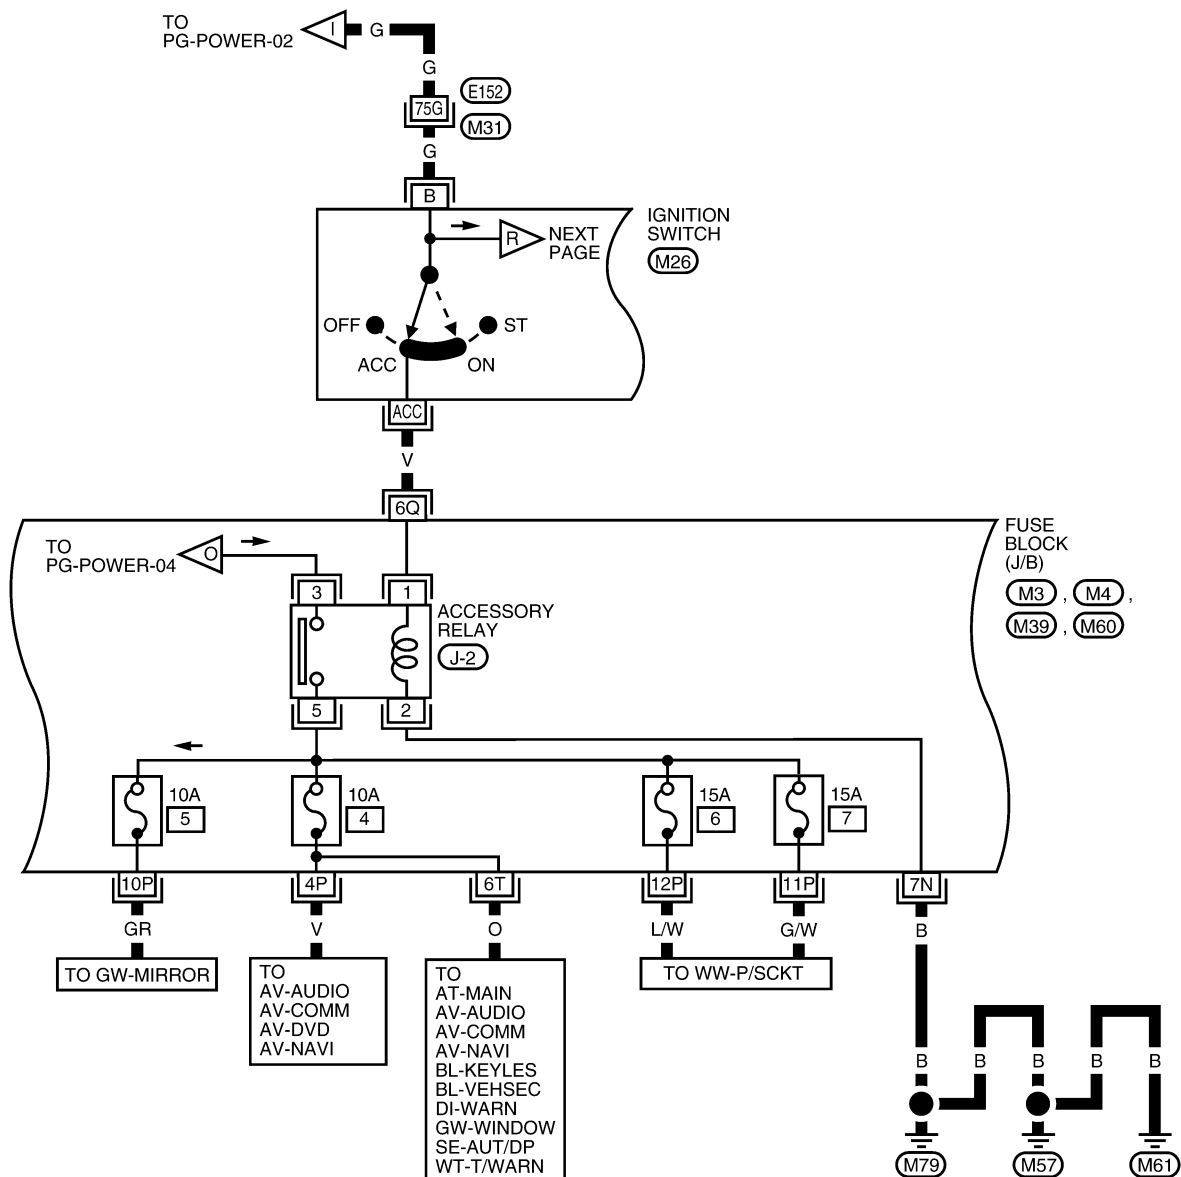 TO
PG-POWER-02
I
G
G
75G
E152
M31
G
B
R
NEXT
PAGE
IGNITION
SWITCH
M26
OFF
ST
ACC
ON
ACC
V
6Q
FUSE
BLOCK
(J/B)
M3 , M4 ,
M39 , M60
TO
PG-POWER-04
O
3
1
ACCESSORY
RELAY
J-2
5
2
10A
5
10A
4
15A
6
15A
7
10P
4P
6T
12P
11P
7N
GR
V
O
L/W
G/W
B
TO GW-MIRROR
TO
AV-AUDIO
AV-COMM
AV-DVD
AV-NAVI
TO
AT-MAIN
AV-AUDIO
AV-COMM
AV-NAVI
BL-KEYLES
BL-VEHSEC
DI-WARN
GW-WINDOW
SE-AUT/DP
WT-T/WARN
TO WW-P/SCKT
B
B
B
B
B
M79
M57
M61